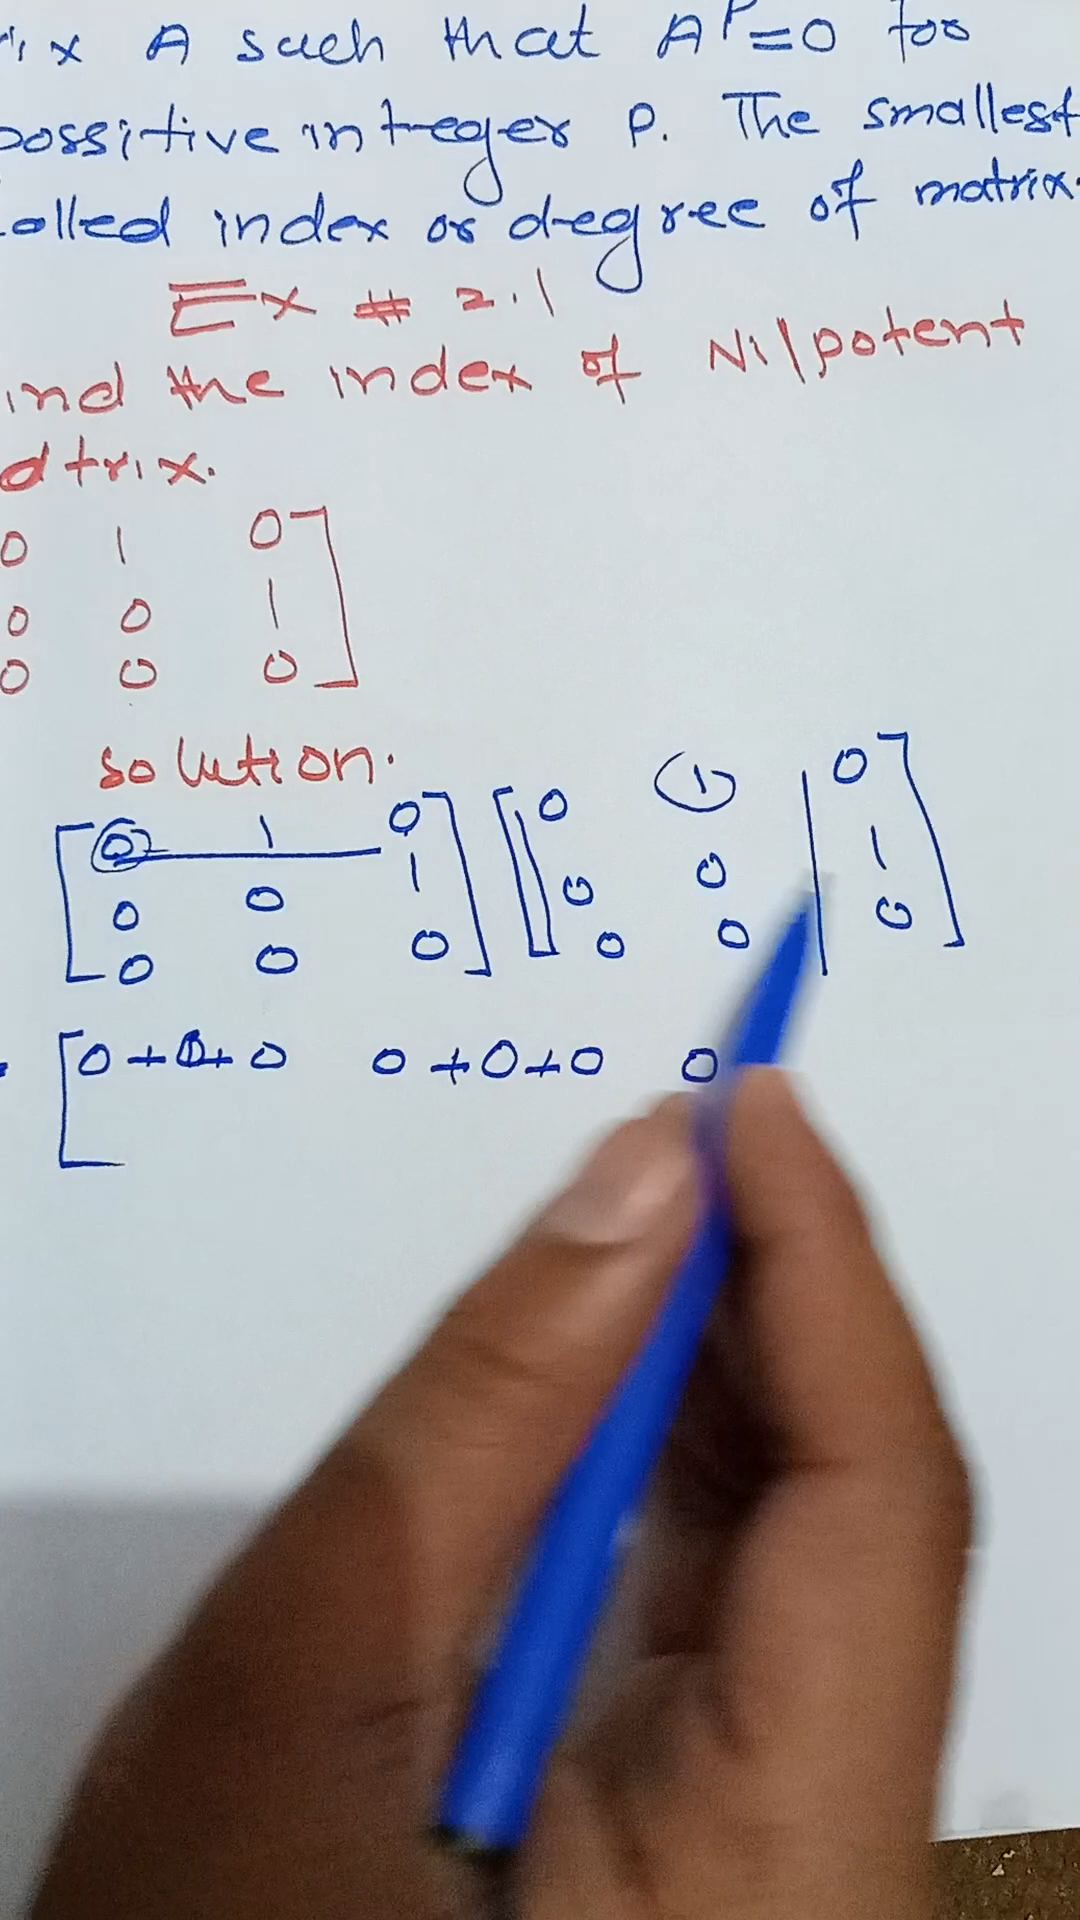 A such that A^P=0 for
possitive integer P. The smallest
called index or degree of matrix.
Ex # 2.1
ind the index of Nilpotent
atrix.
0 1 0]
0 0 1
0 0 0
solution.
[0 1 0] [0 1 0]
0 0 1 0 0 1
0 0 0 0 0 0
= [0+0+0 0+0+0 0